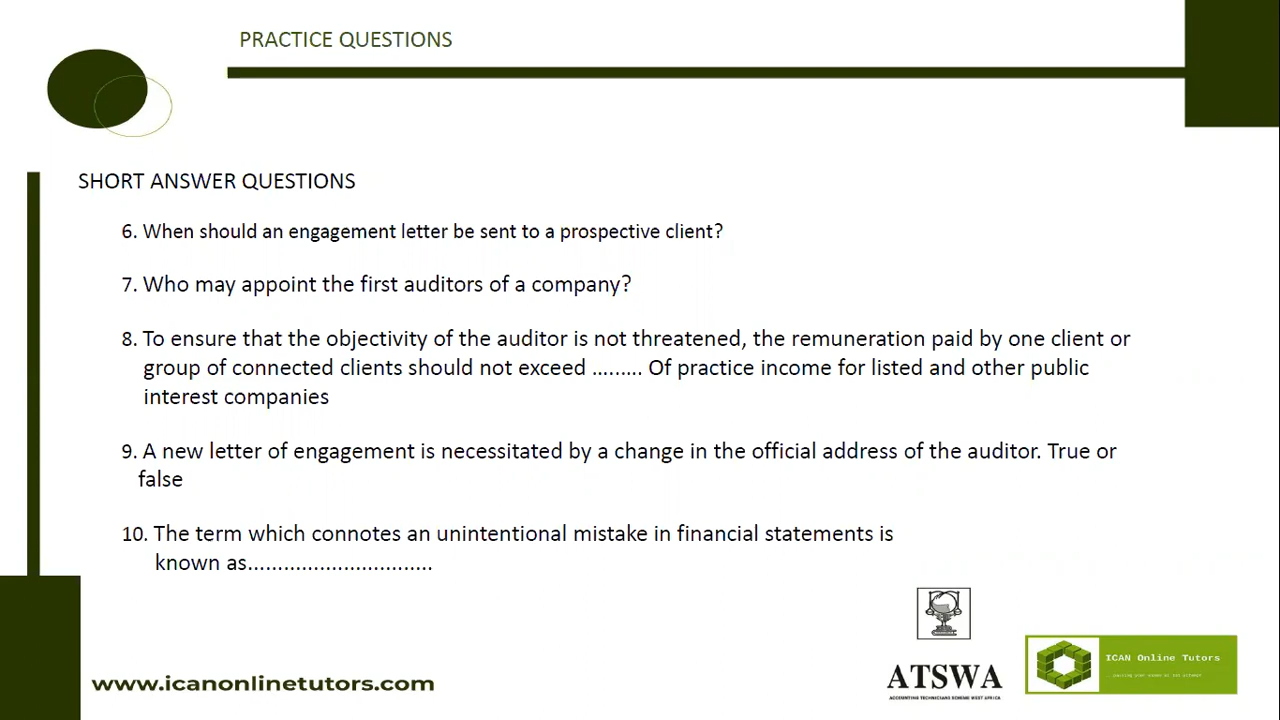 PRACTICE QUESTIONS
SHORT ANSWER QUESTIONS
6. When should an engagement letter be sent to a prospective client?
7. Who may appoint the first auditors of a company?
8. To ensure that the objectivity of the auditor is not threatened, the remuneration paid by one client or
group of connected clients should not exceed ......... Of practice income for listed and other public
interest companies
9. A new letter of engagement is necessitated by a change in the official address of the auditor. True or
false
10. The term which connotes an unintentional mistake in financial statements is
known as...............................
www.icanonlinetutors.com
ATSWA
ACCOUNTING TECHNICIANS SCHEME WEST AFRICA
ICAN Online Tutors